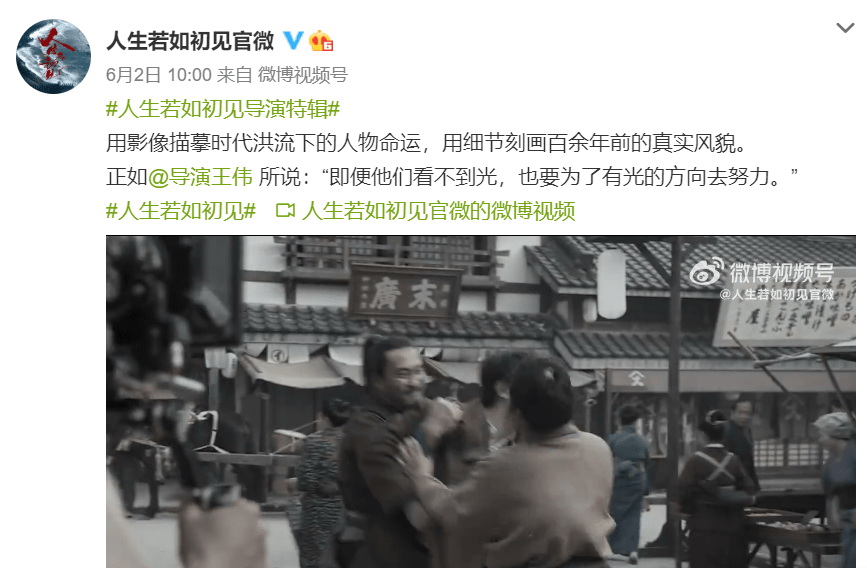 人生若如初见官微
6月2日 10:00 来自 微博视频号
#人生若如初见导演特辑#
用影像描摹时代洪流下的人物命运，用细节刻画百余年前的真实风貌。
正如@导演王伟 所说：“即便他们看不到光，也要为了有光的方向去努力。”
#人生若如初见# 人生若如初见官微的微博视频
微博视频号
@人生若如初见官微
廣末